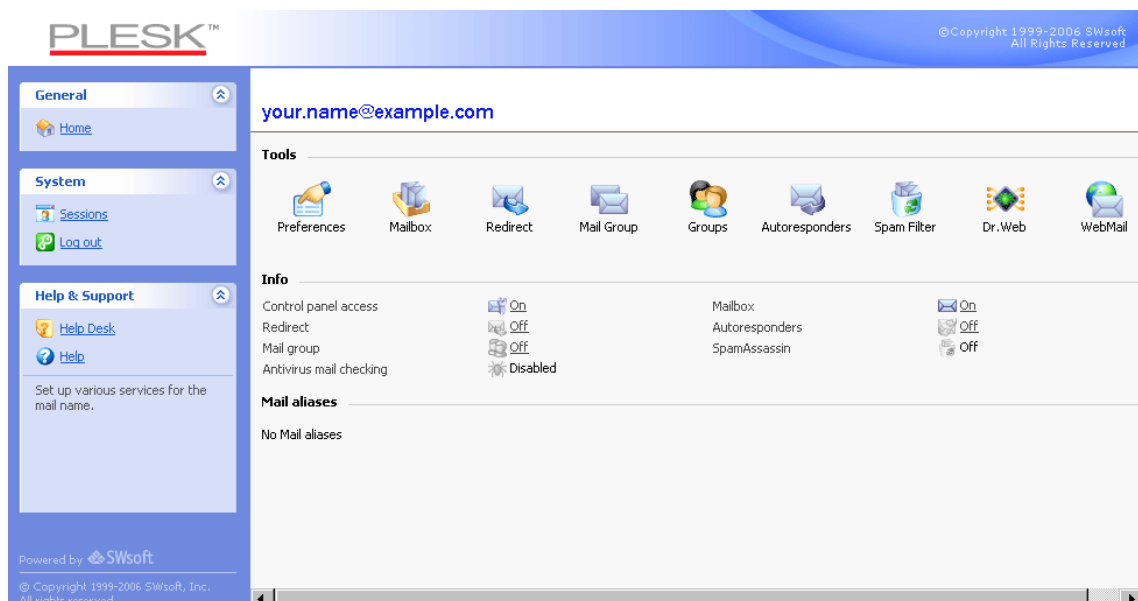 PLESK™
©Copyright 1999-2006 SWsoft
All Rights Reserved
General
Home
System
Sessions
Log out
Help & Support
Help Desk
Help
Set up various services for the
mail name.
Powered by SWsoft
© Copyright 1999-2006 SWsoft, Inc.
All rights reserved
your.name@example.com
Tools
Preferences Mailbox Redirect Mail Group Groups Autoresponders Spam Filter Dr.Web WebMail
Info
Control panel access On Mailbox On
Redirect Off Autoresponders Off
Mail group Off SpamAssassin Off
Antivirus mail checking Disabled
Mail aliases
No Mail aliases